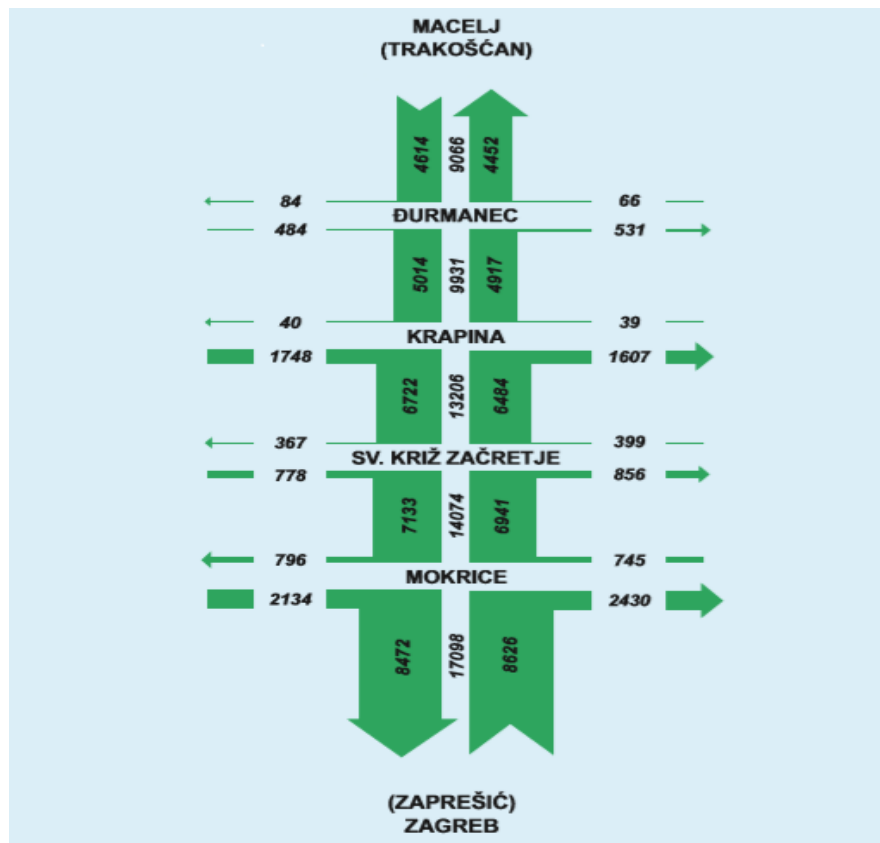 MACELJ
(TRAKOŠĆAN)
4614 9066 4452
84 66
ĐURMANEC
484 531
5014 9931 4917
40 39
KRAPINA
1748 1607
6722 13206 6484
367 399
SV. KRIŽ ZAČRETJE
778 856
7133 14074 6941
796 745
MOKRICE
2134 2430
8472 17098 8626
(ZAPREŠIĆ)
ZAGREB